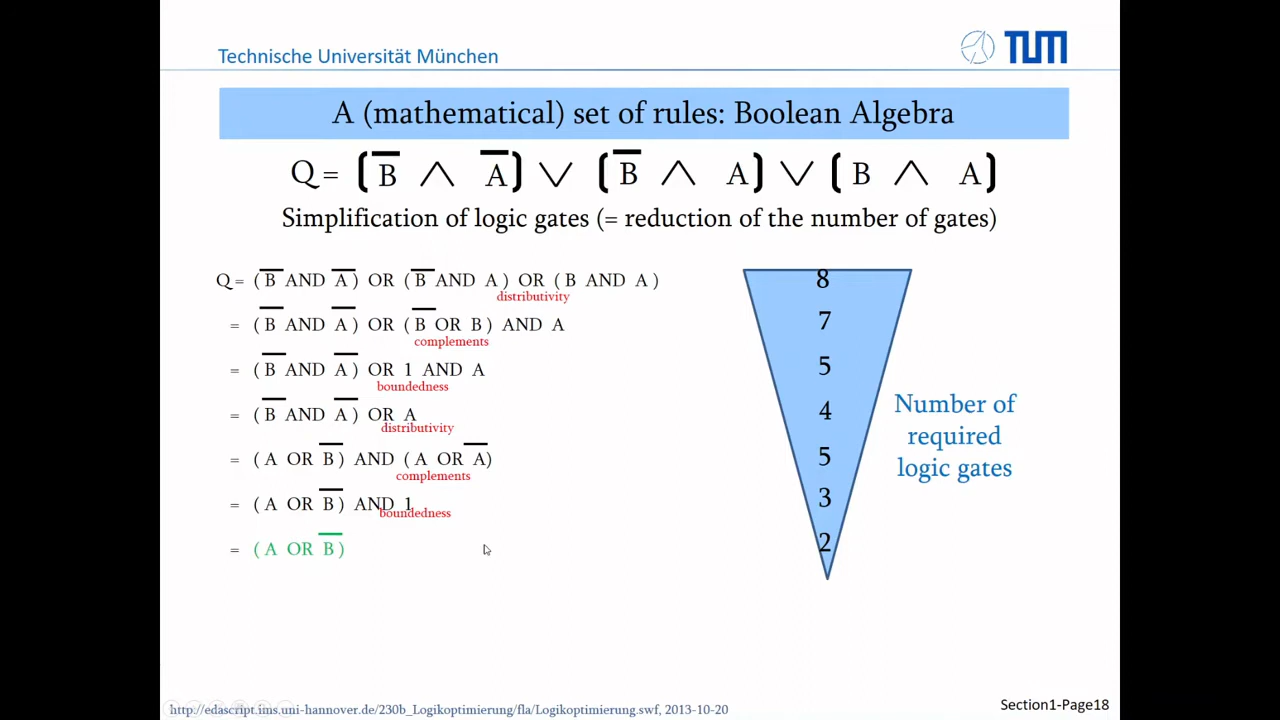 Technische Universität München
TUM
A (mathematical) set of rules: Boolean Algebra
Q = (B̅ ∧ A̅) ∨ (B̅ ∧ A) ∨ (B ∧ A)
Simplification of logic gates (= reduction of the number of gates)
Q = (B̅ AND A̅) OR (B̅ AND A) OR (B AND A)
distributivity
= (B̅ AND A̅) OR (B̅ OR B) AND A
complements
= (B̅ AND A̅) OR 1 AND A
boundedness
= (B̅ AND A̅) OR A
distributivity
= (A OR B̅) AND (A OR A̅)
complements
= (A OR B̅) AND 1
boundedness
= (A OR B̅)
8
7
5
4
5
3
2
Number of
required
logic gates
http://edascript.ims.uni-hannover.de/230b_Logikoptimierung/fla/Logikoptimierung.swf, 2013-10-20
Section1-Page18